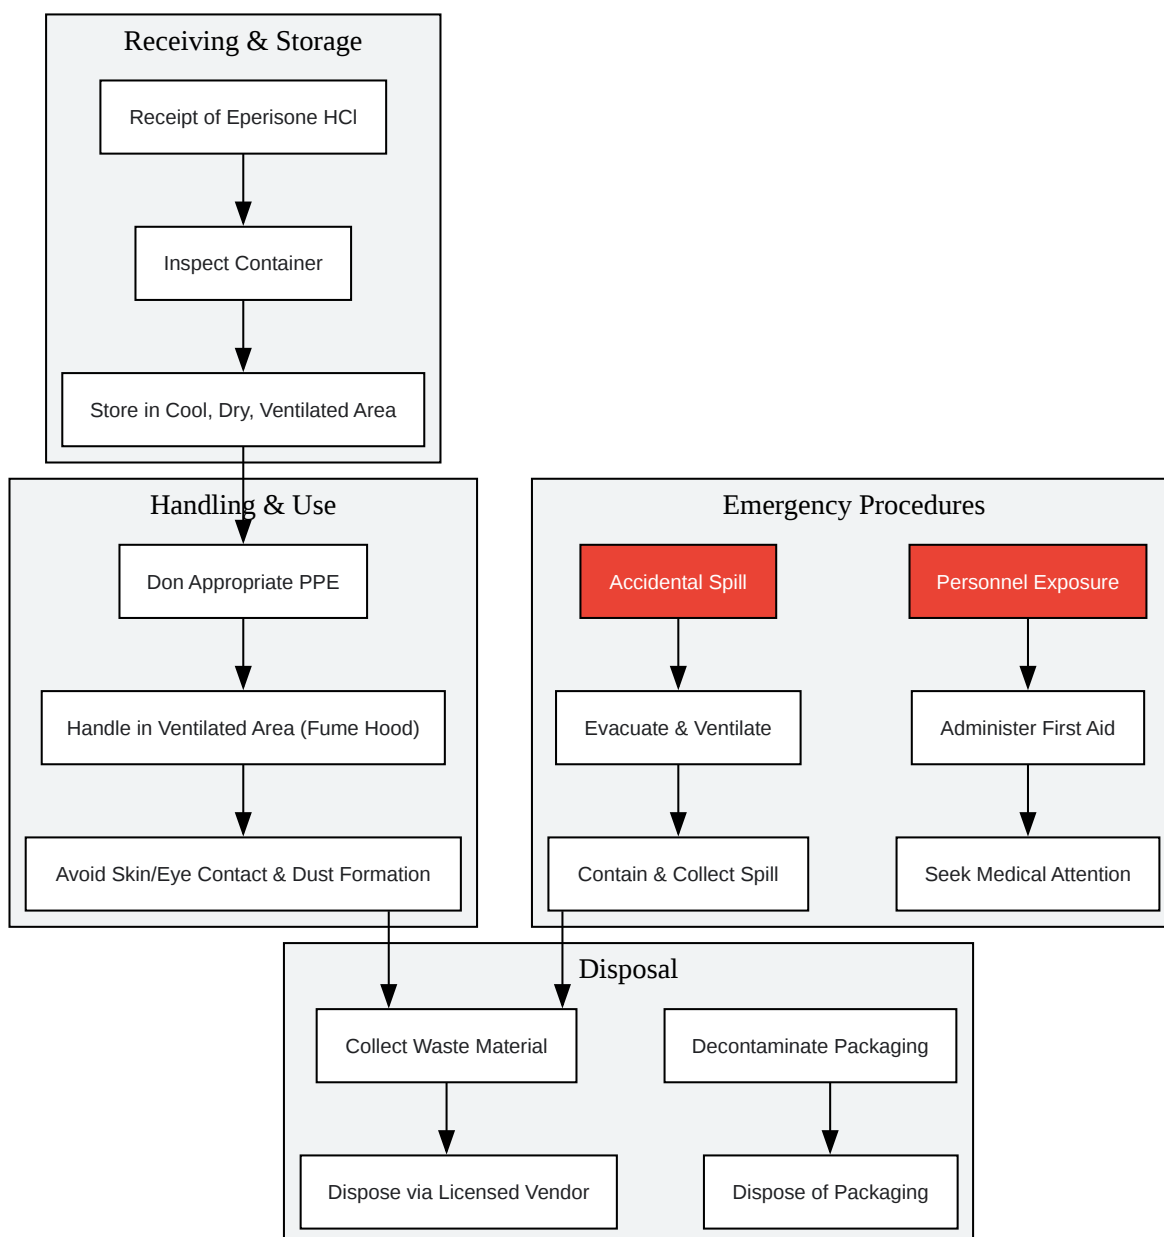 Receiving & Storage
Receipt of Eperisone HCl
Inspect Container
Store in Cool, Dry, Ventilated Area
Handling & Use
Don Appropriate PPE
Handle in Ventilated Area (Fume Hood)
Avoid Skin/Eye Contact & Dust Formation
Emergency Procedures
Accidental Spill
Evacuate & Ventilate
Contain & Collect Spill
Personnel Exposure
Administer First Aid
Seek Medical Attention
Disposal
Collect Waste Material
Dispose via Licensed Vendor
Decontaminate Packaging
Dispose of Packaging